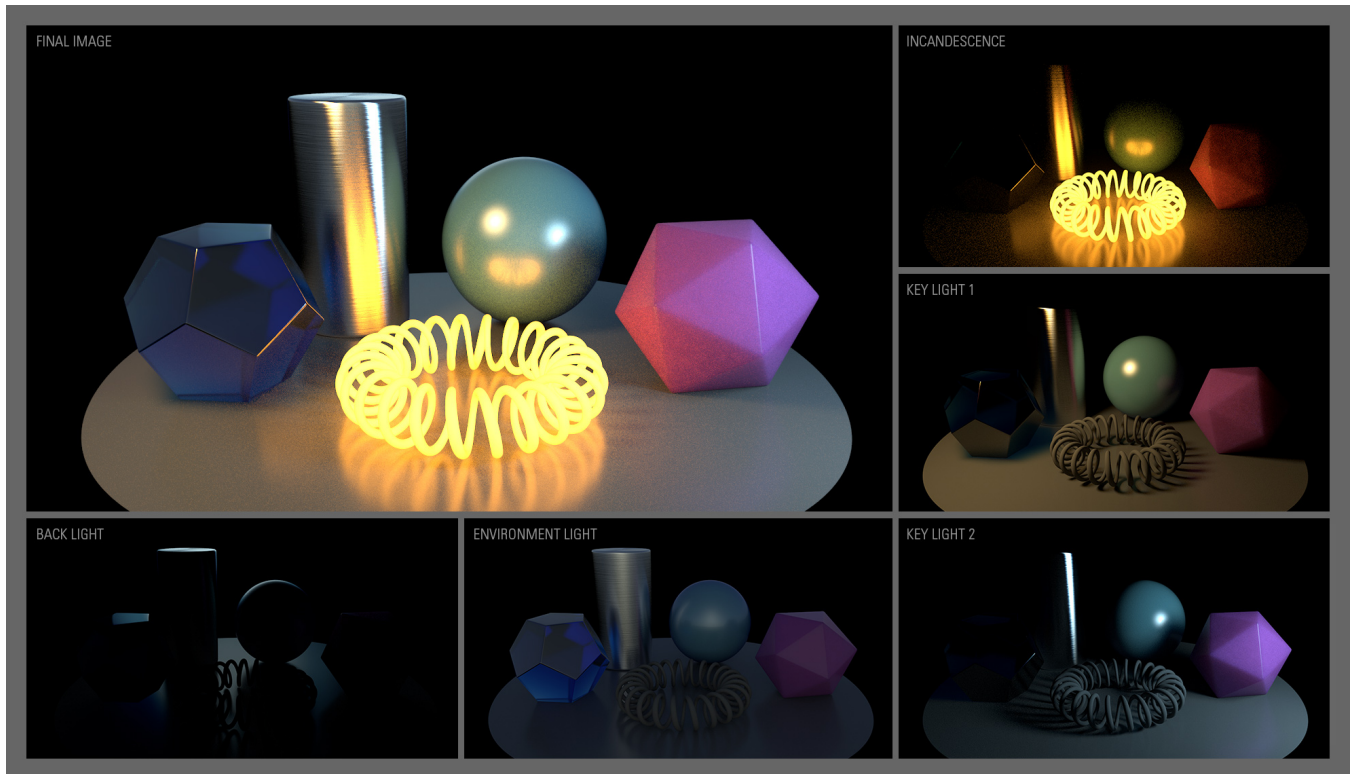 FINAL IMAGE
INCANDESCENCE
KEY LIGHT 1
BACK LIGHT
ENVIRONMENT LIGHT
KEY LIGHT 2